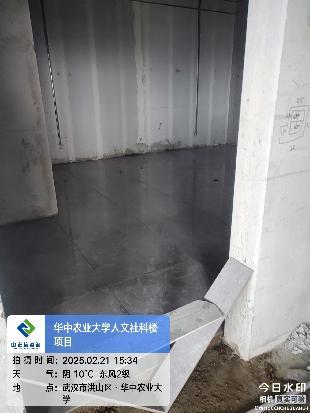 华中农业大学人文社科楼
项目
拍摄时间：2025.02.21 15:34
天 气：阴 10℃ 东风2级
地 点：武汉市洪山区·华中农业大
学
今日水印